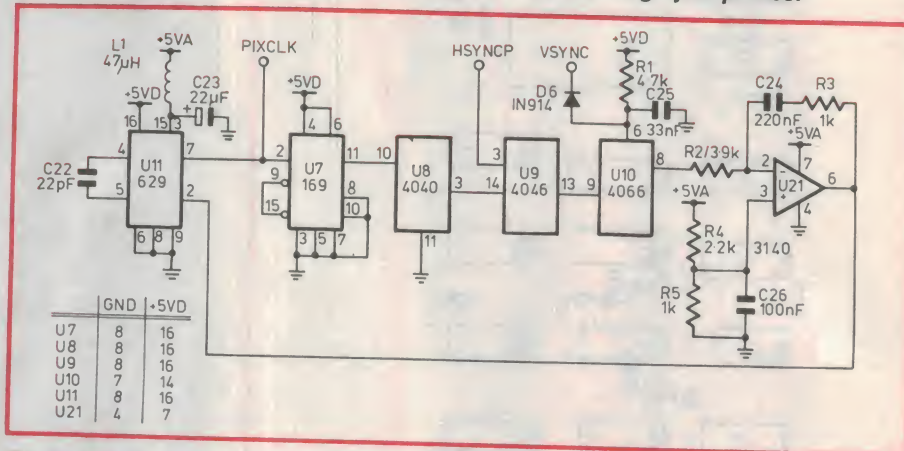 L1
47µH
+5VA
+5VD
C23
22µF
16
15
3
4
5
C22
22pF
U11
629
7
2
6
8
9
PIXCLK
+5VD
4
6
2
9
15
U7
169
11
8
10
3
5
7
10
U8
4040
3
11
HSYNCP
3
14
U9
4046
13
VSYNC
D6
IN914
+5VD
R1
4.7k
C25
33nF
6
9
U10
4066
8
R2/3·9k
C24
220nF
R3
1k
+5VA
2
3
7
6
4
U21
3140
+5VA
R4
2·2k
R5
1k
C26
100nF
GND +5VD
U7 8 16
U8 8 16
U9 8 16
U10 7 14
U11 8 16
U21 4 7